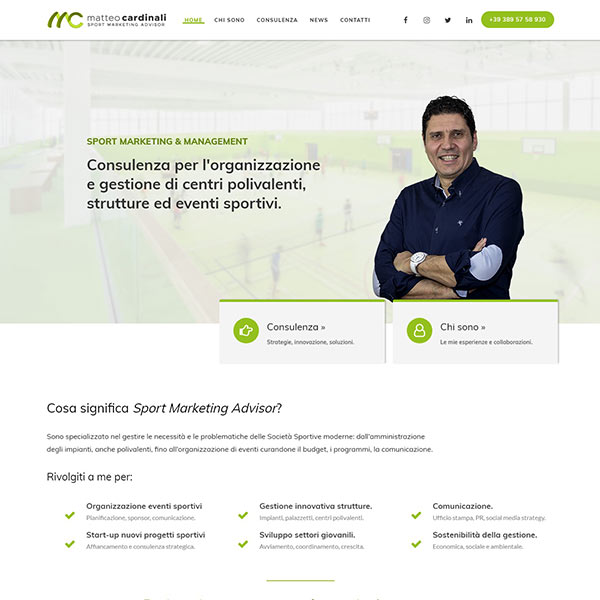 matteo cardinali
SPORT MARKETING ADVISOR
HOME CHI SONO CONSULENZA NEWS CONTATTI
+39 389 57 58 930
SPORT MARKETING & MANAGEMENT
Consulenza per l'organizzazione
e gestione di centri polivalenti,
strutture ed eventi sportivi.
Consulenza »
Strategie, innovazione, soluzioni.
Chi sono »
Le mie esperienze e collaborazioni.
Cosa significa Sport Marketing Advisor?
Sono specializzato nel gestire le necessità e le problematiche delle Società Sportive moderne: dall'amministrazione
degli impianti, anche polivalenti, fino all'organizzazione di eventi curandone il budget, i programmi, la comunicazione.
Rivolgiti a me per:
Organizzazione eventi sportivi
Pianificazione, sponsor, comunicazione.
Gestione innovativa strutture.
Impianti, palazzetti, centri polivalenti.
Comunicazione.
Ufficio stampa, PR, social media strategy.
Start-up nuovi progetti sportivi
Affiancamento e consulenza strategica.
Sviluppo settori giovanili.
Avviamento, coordinamento, crescita.
Sostenibilità della gestione.
Economica, sociale e ambientale.